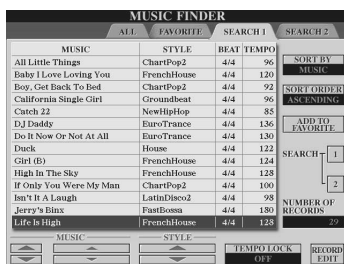 MUSIC FINDER
ALL FAVORITE SEARCH 1 SEARCH 2
MUSIC STYLE BEAT TEMPO
All Little Things ChartPop2 4/4 96
Baby I Love Loving You FrenchHouse 4/4 120
Boy, Get Back To Bed ChartPop2 4/4 92
California Single Girl Groundbeat 4/4 96
Catch 22 NewHipHop 4/4 85
D.J Daddy EuroTrance 4/4 136
Do It Now Or Not At All EuroTrance 4/4 130
Duck House 4/4 122
Girl (B) FrenchHouse 4/4 124
High In The Sky FrenchHouse 4/4 128
If Only You Were My Man ChartPop2 4/4 100
Isn't It A Laugh LatinDisco2 4/4 98
Jerry's Binx FastBossa 4/4 180
Life Is High FrenchHouse 4/4 128
SORT BY
MUSIC
SORT ORDER
ASCENDING
ADD TO
FAVORITE
SEARCH 1
2
NUMBER OF
RECORDS
29
MUSIC STYLE
TEMPO LOCK
OFF
RECORD
EDIT